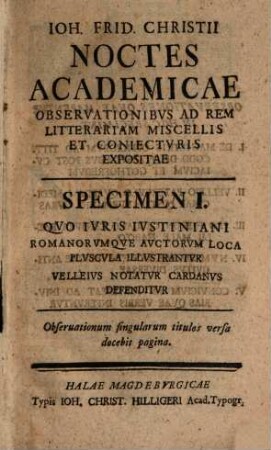 IOH. FRID. CHRISTII
NOCTES
ACADEMICAE
OBSERVATIONIBVS AD REM
LITTERARIAM MISCELLIS
ET CONIECTVRIS
EXPOSITAE
SPECIMEN I.
QVO IVRIS IVSTINIANI
ROMANORVMQVE AVCTORVM LOCA
PLVSCVLA ILLVSTRANTVR
VELLEIVS NOTATVR CARDANVS
DEFENDITVR
Obseruationum singularum titulos versa
docebit pagina.
HALAE MAGDEBVRGICAE
Typis IOH. CHRIST. HILLIGERI Acad. Typogr.